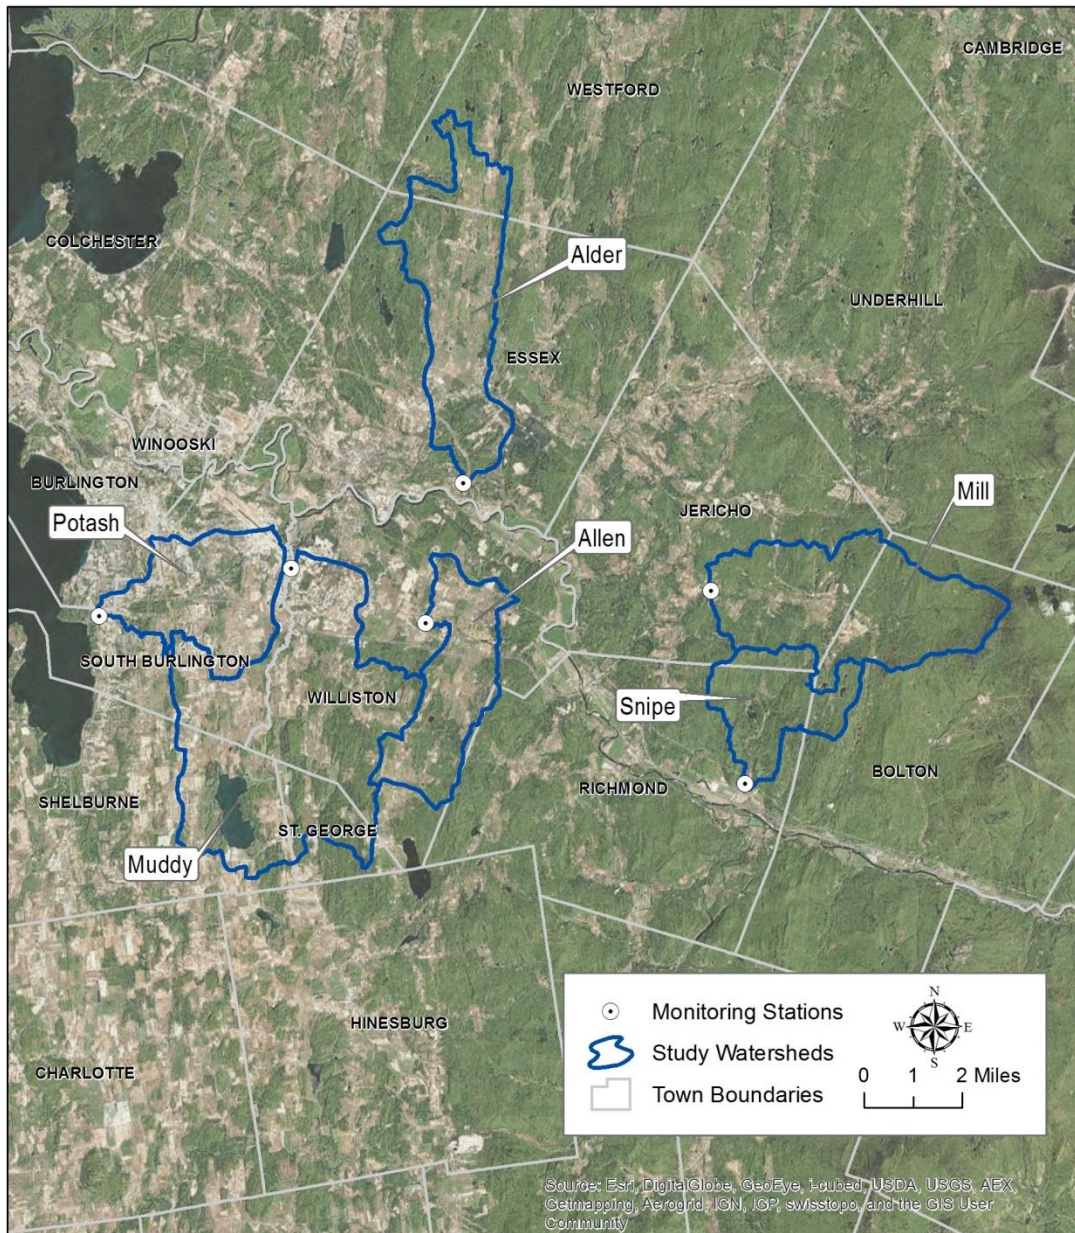 CAMBRIDGE
WESTFORD
COLCHESTER
Alder
UNDERHILL
ESSEX
WINOOSKI
BURLINGTON
Mill
JERICHO
Potash
Allen
SOUTH BURLINGTON
WILLISTON
Snipe
BOLTON
RICHMOND
SHELBURNE
ST. GEORGE
Muddy
HINESBURG
CHARLOTTE
Monitoring Stations
Study Watersheds
Town Boundaries
N
W E
S
0 1 2 Miles
Source: Esri, DigitalGlobe, GeoEye, i-cubed, USDA, USGS, AEX,
Getmapping, Aerogrid, IGN, IGP, swisstopo, and the GIS User
Community